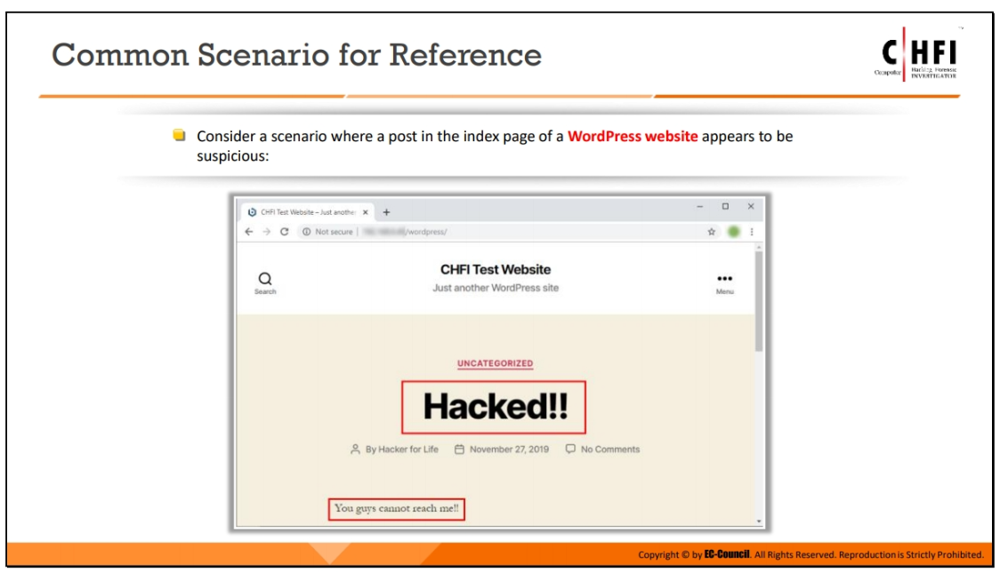 Common Scenario for Reference
CHFI
Computer Hacking Forensic
INVESTIGATOR
Consider a scenario where a post in the index page of a WordPress website appears to be
suspicious:
CHFI Test Website – Just another
Not secure | /wordpress/
CHFI Test Website
Search
Just another WordPress site
Menu
UNCATEGORIZED
Hacked!!
By Hacker for Life November 27, 2019 No Comments
You guys cannot reach me!!
Copyright © by EC-Council. All Rights Reserved. Reproduction is Strictly Prohibited.